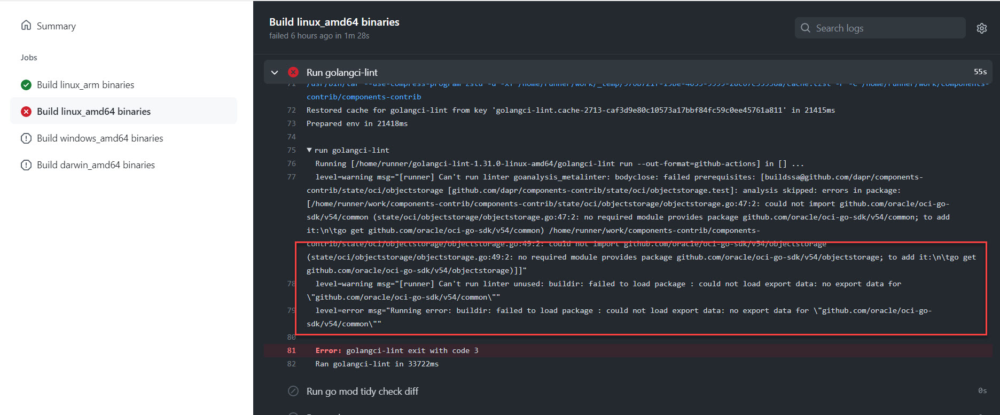 Summary
Jobs
Build linux_arm binaries
Build linux_amd64 binaries
Build windows_amd64 binaries
Build darwin_amd64 binaries
Build linux_amd64 binaries
failed 6 hours ago in 1m 28s
Search logs
Run golangci-lint
55s
71 /usr/bin/tar --use-compress-program zstd -d -xf /home/runner/work/_temp/ /cache.tzst -P -C /home/runner/work/components-
contrib/components-contrib
72 Restored cache for golangci-lint from key 'golangci-lint.cache-2713-caf3d9e80c10573a17bbf84fc59c0ee45761a811' in 21415ms
73 Prepared env in 21418ms
74
75 ▼ run golangci-lint
76 Running [/home/runner/golangci-lint-1.31.0-linux-amd64/golangci-lint run --out-format=github-actions] in [] ...
77 level=warning msg="[runner] Can't run linter goanalysis_metalinter: bodyclose: failed prerequisites: [buildssa@github.com/dapr/components-
contrib/state/oci/objectstorage [github.com/dapr/components-contrib/state/oci/objectstorage.test]: analysis skipped: errors in package:
[/home/runner/work/components-contrib/components-contrib/state/oci/objectstorage/objectstorage.go:47:2: could not import github.com/oracle/oci-go-
sdk/v54/common (state/oci/objectstorage/objectstorage.go:47:2: no required module provides package github.com/oracle/oci-go-sdk/v54/common; to add
it:\n\tgo get github.com/oracle/oci-go-sdk/v54/common) /home/runner/work/components-contrib/components-
contrib/state/oci/objectstorage/objectstorage.go:49:2: could not import github.com/oracle/oci-go-sdk/v54/objectstorage
(state/oci/objectstorage/objectstorage.go:49:2: no required module provides package github.com/oracle/oci-go-sdk/v54/objectstorage; to add it:\n\tgo get
github.com/oracle/oci-go-sdk/v54/objectstorage)]]"
78 level=warning msg="[runner] Can't run linter unused: buildir: failed to load package : could not load export data: no export data for
\"github.com/oracle/oci-go-sdk/v54/common\""
79 level=error msg="Running error: buildir: failed to load package : could not load export data: no export data for \"github.com/oracle/oci-go-
sdk/v54/common\""
80
81 Error: golangci-lint exit with code 3
82 Ran golangci-lint in 33722ms
Run go mod tidy check diff
0s